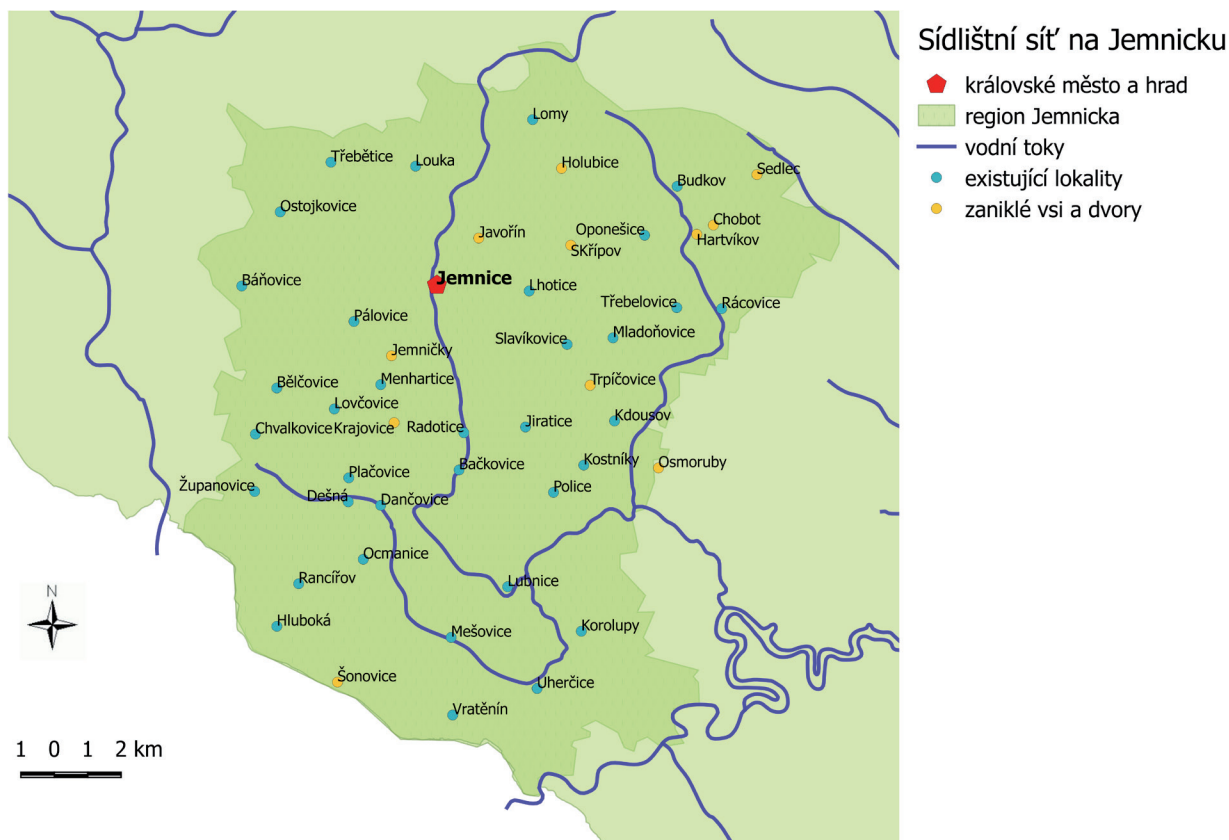 Sídlištní síť na Jemnicku
královské město a hrad
region Jemnicka
vodní toky
existující lokality
zaniklé vsi a dvory
Lomy
Třebětice
Louka
Holubice
Sedlec
Budkov
Ostojkovice
Chobot
Javořín
Oponešice
Hartvíkov
SKřípov
Jemnice
Báňovice
Lhotice
Třebelovice
Rácovice
Pálovice
Slavíkovice
Mladoňovice
Jemničky
Bělčovice
Menhartice
Trpíčovice
Lovčovice
Kdousov
Chvalkovice
Krajovice
Radotice
Jiratice
Kostníky
Osmoruby
Bačkovice
Plačovice
Županovice
Police
Dešná
Dančovice
Ocmanice
Rancířov
Lubnice
N
Hluboká
Mešovice
Korolupy
Šonovice
Uherčice
Vratěnín
1 0 1 2 km